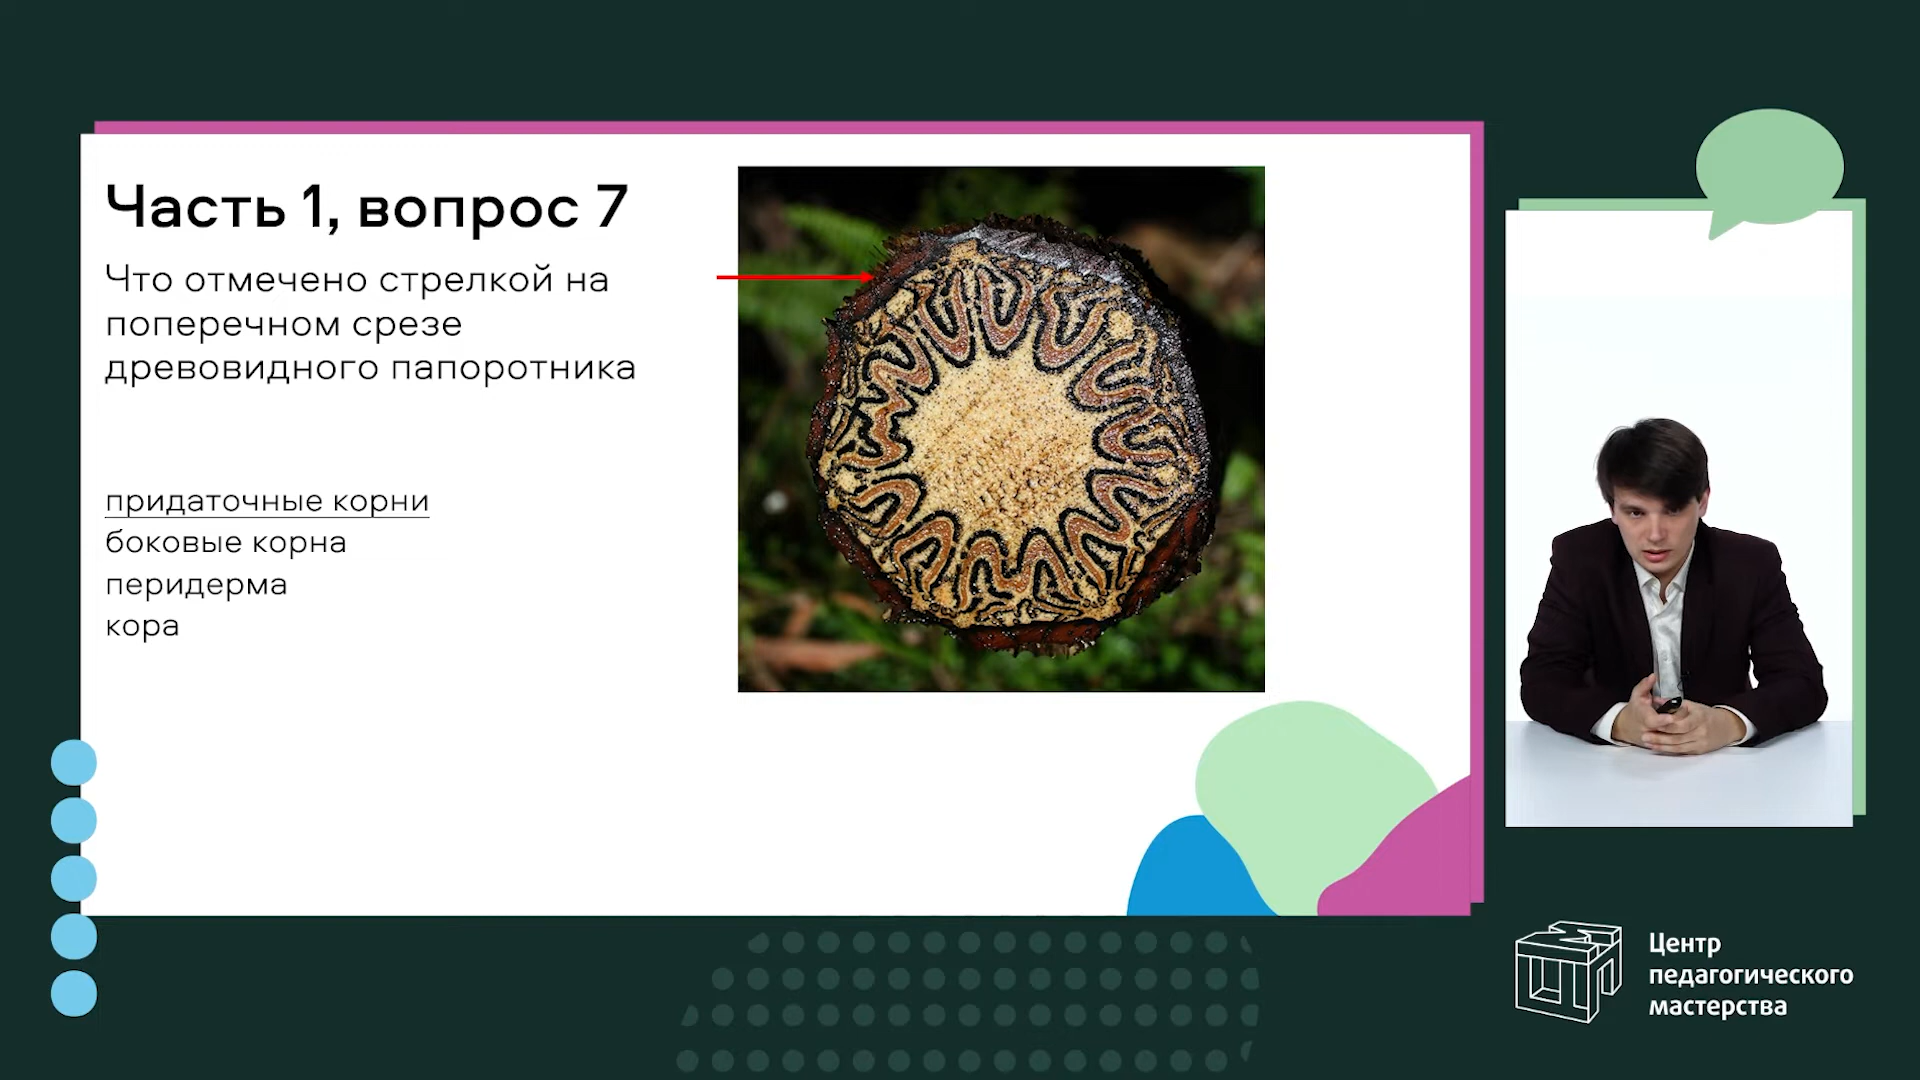 Часть 1, вопрос 7
Что отмечено стрелкой на
поперечном срезе
древовидного папоротника
придаточные корни
боковые корна
перидерма
кора
Центр
педагогического
мастерства